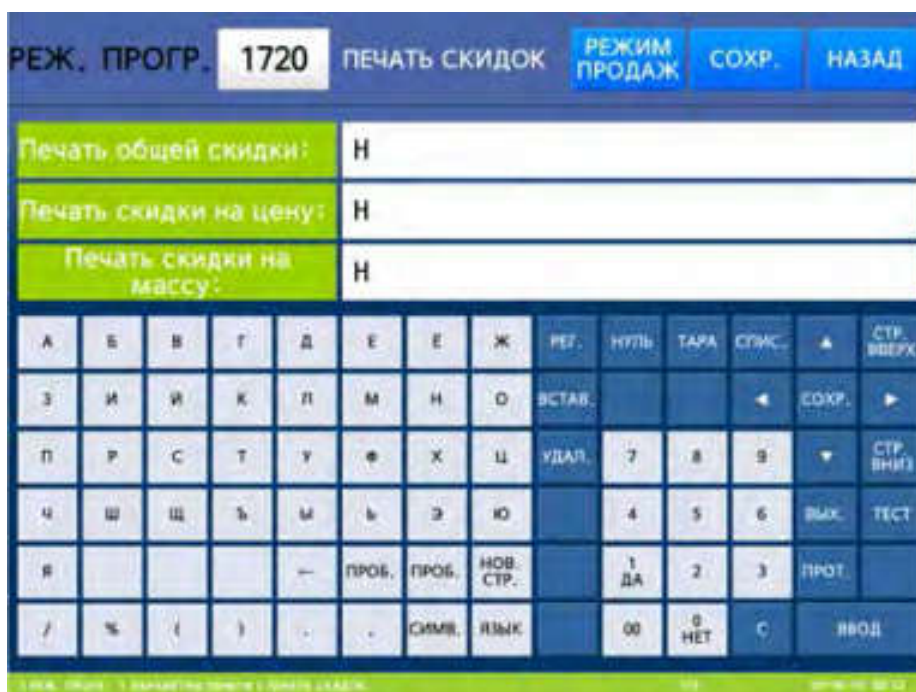 РЕЖ. ПРОГР. 1720 ПЕЧАТЬ СКИДОК РЕЖИМ ПРОДАЖ СОХР. НАЗАД
Печать общей скидки: Н
Печать скидки на цену: Н
Печать скидки на массу: Н
А Б В Г Д Е Ё Ж РЕГ. НУЛЬ ТАРА СПИС. ▲ СТР. ВВЕРХ
З И Й К Л М Н О ВСТАВ. ◄ СОХР. ►
П Р С Т У Ф Х Ц УДАЛ. 7 8 9 ▼ СТР. ВНИЗ
Ч Ш Щ Ъ Ы Ь Э Ю 4 5 6 ВЫХ. ТЕСТ
Я ← ПРОБ. ПРОБ. НОВ. СТР. 1 ДА 2 3 ПРОТ.
/ % ( ) . . СИМВ. ЯЗЫК 00 0 НЕТ C ВВОД